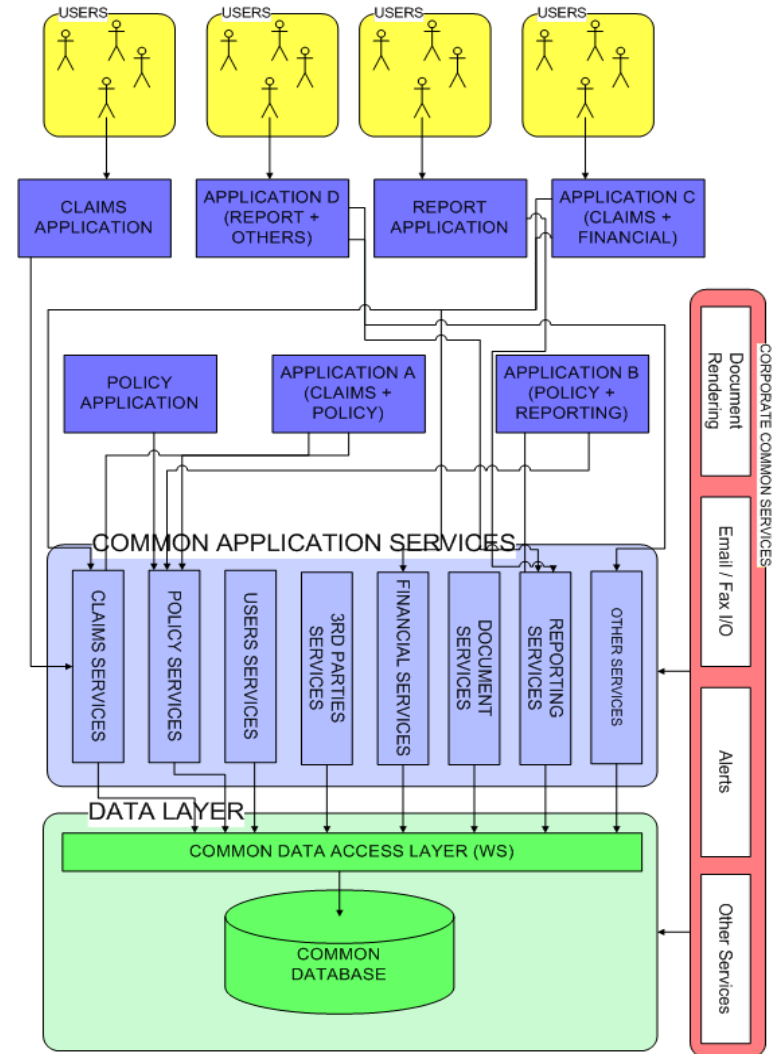 USERS
USERS
USERS
USERS
CLAIMS
APPLICATION
APPLICATION D
(REPORT +
OTHERS)
REPORT
APPLICATION
APPLICATION C
(CLAIMS +
FINANCIAL)
POLICY
APPLICATION
APPLICATION A
(CLAIMS +
POLICY)
APPLICATION B
(POLICY +
REPORTING)
COMMON APPLICATION SERVICES
CLAIMS SERVICES
POLICY SERVICES
USERS SERVICES
3RD PARTIES
SERVICES
FINANCIAL SERVICES
DOCUMENT
SERVICES
REPORTING
SERVICES
OTHER SERVICES
DATA LAYER
COMMON DATA ACCESS LAYER (WS)
COMMON
DATABASE
CORPORATE COMMON SERVICES
Document
Rendering
Email / Fax I/O
Alerts
Other Services